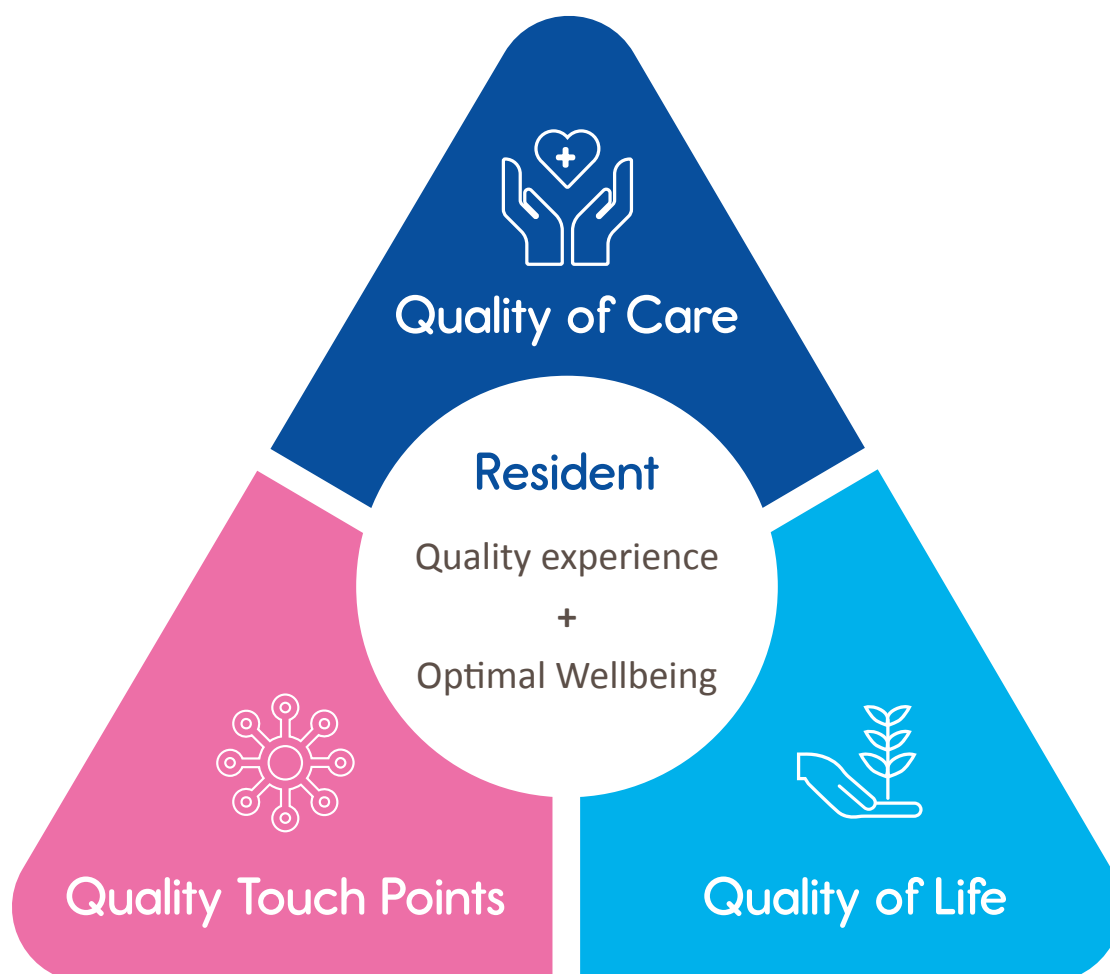 Quality of Care
Resident
Quality experience
+
Optimal Wellbeing
Quality Touch Points
Quality of Life